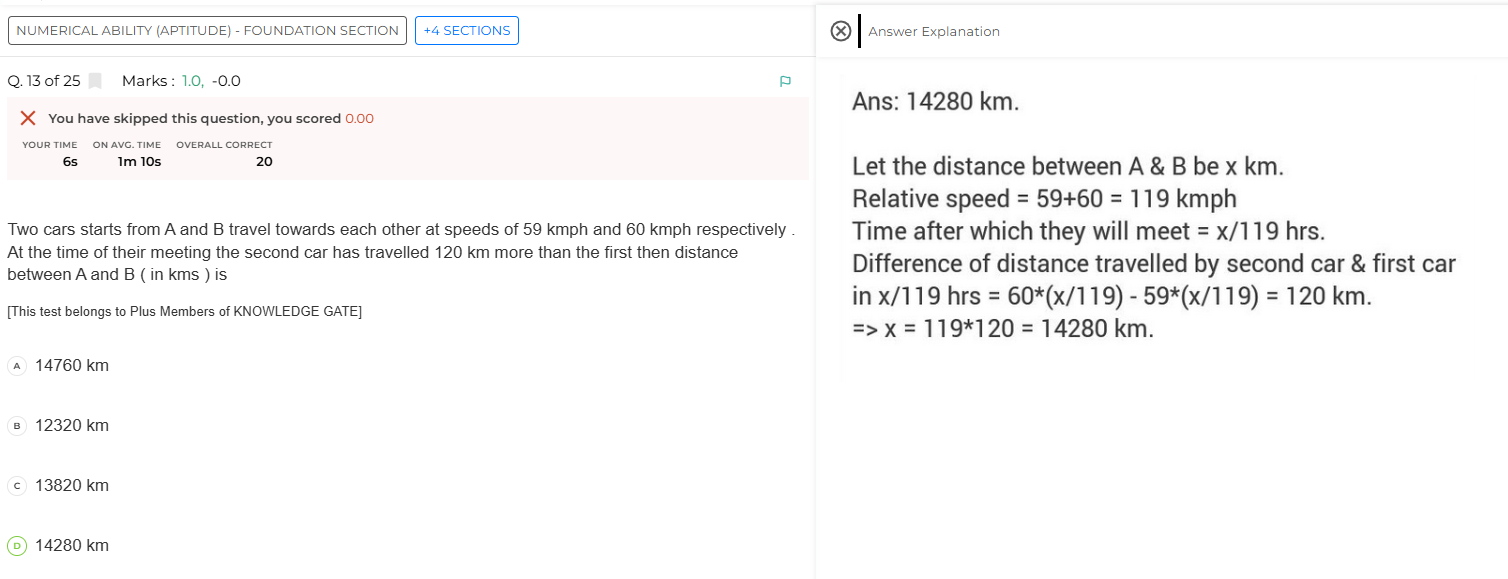 NUMERICAL ABILITY (APTITUDE) - FOUNDATION SECTION
+4 SECTIONS
Q. 13 of 25 Marks : 1.0, -0.0
You have skipped this question, you scored 0.00
YOUR TIME ON AVG. TIME OVERALL CORRECT
6s 1m 10s 20
Two cars starts from A and B travel towards each other at speeds of 59 kmph and 60 kmph respectively .
At the time of their meeting the second car has travelled 120 km more than the first then distance
between A and B ( in kms ) is
[This test belongs to Plus Members of KNOWLEDGE GATE]
A 14760 km
B 12320 km
C 13820 km
D 14280 km
Answer Explanation
Ans: 14280 km.
Let the distance between A & B be x km.
Relative speed = 59+60 = 119 kmph
Time after which they will meet = x/119 hrs.
Difference of distance travelled by second car & first car
in x/119 hrs = 60*(x/119) - 59*(x/119) = 120 km.
=> x = 119*120 = 14280 km.